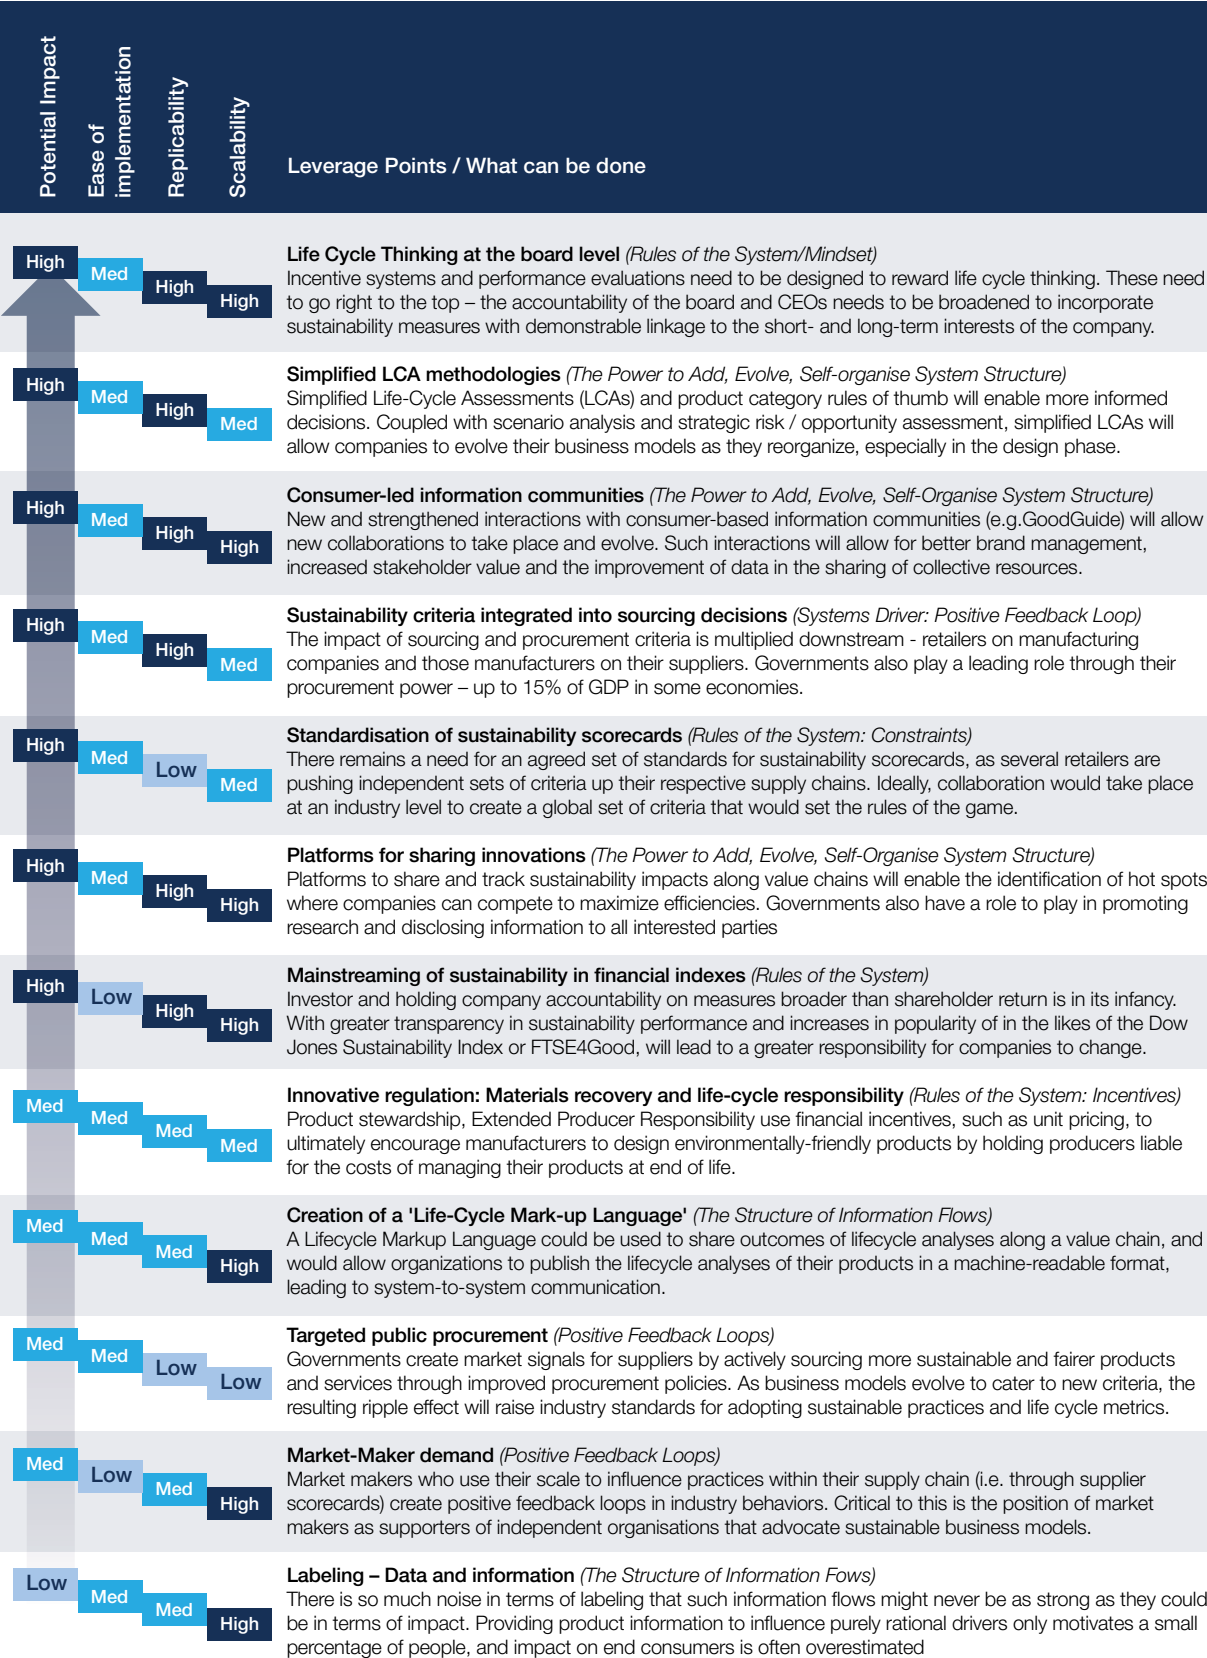 Potential Impact
Ease of
implementation
Replicability
Scalability
Leverage Points / What can be done
High
Med
High
High
Life Cycle Thinking at the board level (Rules of the System/Mindset)
Incentive systems and performance evaluations need to be designed to reward life cycle thinking. These need
to go right to the top – the accountability of the board and CEOs needs to be broadened to incorporate
sustainability measures with demonstrable linkage to the short- and long-term interests of the company.
High
Med
High
Med
Simplified LCA methodologies (The Power to Add, Evolve, Self-organise System Structure)
Simplified Life-Cycle Assessments (LCAs) and product category rules of thumb will enable more informed
decisions. Coupled with scenario analysis and strategic risk / opportunity assessment, simplified LCAs will
allow companies to evolve their business models as they reorganize, especially in the design phase.
High
Med
High
High
Consumer-led information communities (The Power to Add, Evolve, Self-Organise System Structure)
New and strengthened interactions with consumer-based information communities (e.g.GoodGuide) will allow
new collaborations to take place and evolve. Such interactions will allow for better brand management,
increased stakeholder value and the improvement of data in the sharing of collective resources.
High
Med
High
Med
Sustainability criteria integrated into sourcing decisions (Systems Driver: Positive Feedback Loop)
The impact of sourcing and procurement criteria is multiplied downstream - retailers on manufacturing
companies and those manufacturers on their suppliers. Governments also play a leading role through their
procurement power – up to 15% of GDP in some economies.
High
Med
Low
Med
Standardisation of sustainability scorecards (Rules of the System: Constraints)
There remains a need for an agreed set of standards for sustainability scorecards, as several retailers are
pushing independent sets of criteria up their respective supply chains. Ideally, collaboration would take place
at an industry level to create a global set of criteria that would set the rules of the game.
High
Med
High
High
Platforms for sharing innovations (The Power to Add, Evolve, Self-Organise System Structure)
Platforms to share and track sustainability impacts along value chains will enable the identification of hot spots
where companies can compete to maximize efficiencies. Governments also have a role to play in promoting
research and disclosing information to all interested parties
High
Low
High
High
Mainstreaming of sustainability in financial indexes (Rules of the System)
Investor and holding company accountability on measures broader than shareholder return is in its infancy.
With greater transparency in sustainability performance and increases in popularity of in the likes of the Dow
Jones Sustainability Index or FTSE4Good, will lead to a greater responsibility for companies to change.
Med
Med
Med
Med
Innovative regulation: Materials recovery and life-cycle responsibility (Rules of the System: Incentives)
Product stewardship, Extended Producer Responsibility use financial incentives, such as unit pricing, to
ultimately encourage manufacturers to design environmentally-friendly products by holding producers liable
for the costs of managing their products at end of life.
Med
Med
Med
High
Creation of a 'Life-Cycle Mark-up Language' (The Structure of Information Flows)
A Lifecycle Markup Language could be used to share outcomes of lifecycle analyses along a value chain, and
would allow organizations to publish the lifecycle analyses of their products in a machine-readable format,
leading to system-to-system communication.
Med
Med
Low
Low
Targeted public procurement (Positive Feedback Loops)
Governments create market signals for suppliers by actively sourcing more sustainable and fairer products
and services through improved procurement policies. As business models evolve to cater to new criteria, the
resulting ripple effect will raise industry standards for adopting sustainable practices and life cycle metrics.
Med
Low
Med
High
Market-Maker demand (Positive Feedback Loops)
Market makers who use their scale to influence practices within their supply chain (i.e. through supplier
scorecards) create positive feedback loops in industry behaviors. Critical to this is the position of market
makers as supporters of independent organisations that advocate sustainable business models.
Low
Med
Med
High
Labeling – Data and information (The Structure of Information Fows)
There is so much noise in terms of labeling that such information flows might never be as strong as they could
be in terms of impact. Providing product information to influence purely rational drivers only motivates a small
percentage of people, and impact on end consumers is often overestimated